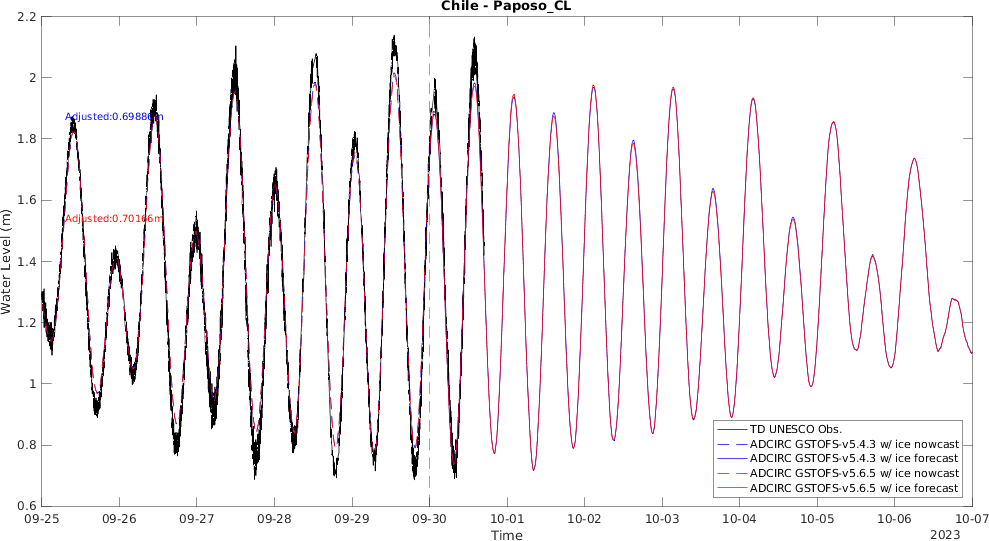 Chile - Paposo_CL
2.2
2
1.8
1.6
1.4
1.2
1
0.8
0.6
Water Level (m)
Adjusted:0.69886m
Adjusted:0.70166m
TD UNESCO Obs.
ADCIRC GSTOFS-v5.4.3 w/ ice nowcast
ADCIRC GSTOFS-v5.4.3 w/ ice forecast
ADCIRC GSTOFS-v5.6.5 w/ ice nowcast
ADCIRC GSTOFS-v5.6.5 w/ ice forecast
09-25 09-26 09-27 09-28 09-29 09-30 10-01 10-02 10-03 10-04 10-05 10-06 10-07
Time
2023